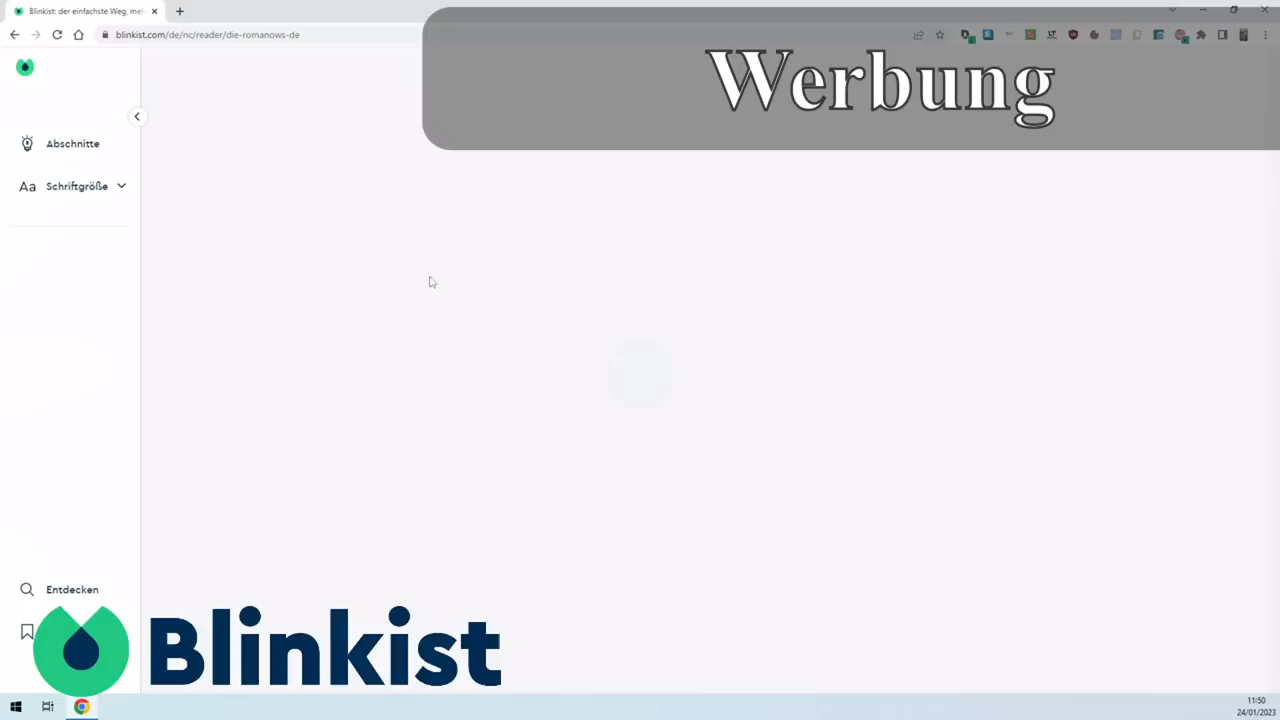 Blinkist: der einfachste Weg, me
blinkist.com/de/nc/reader/die-romanows-de
Werbung
Abschnitte
Aa Schriftgröße
Entdecken
Blinkist
11:50
24/01/2023